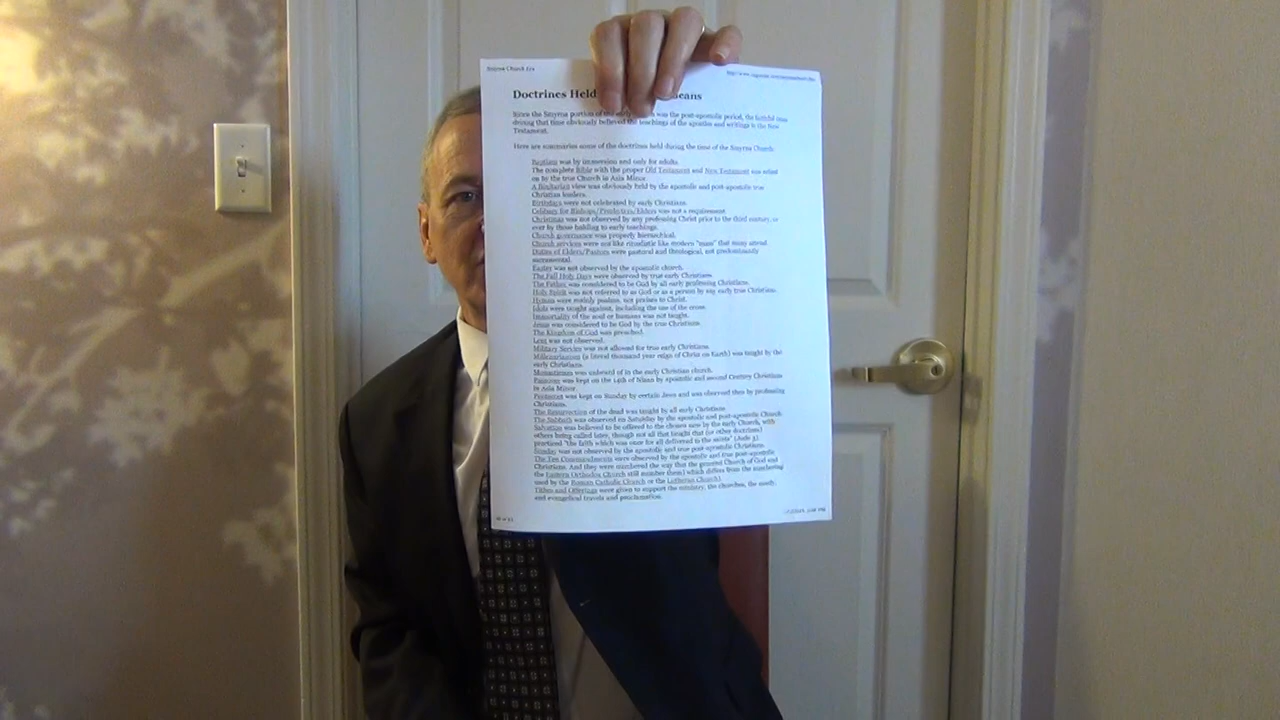 Smyrna Church Era
Doctrines Held
Since the Smyrna portion of the early was the post-apostolic period, the faithful true
during that time obviously believed the teachings of the apostles and writings in the New
Testament.
Here are summaries some of the doctrines held during the time of the Smyrna Church:
Baptism was by immersion and only for adults.
The complete Bible with the proper Old Testament and New Testament was relied
on by the true Church in Asia Minor.
A Binitarian view was obviously held by the apostolic and post-apostolic true
Christian leaders.
Birthdays were not celebrated by early Christians.
Celibacy for Bishops/Presbyters/Elders was not a requirement.
Christmas was not observed by any professing Christ prior to the third century, or
ever by those holding to early teachings.
Church governance was properly hierarchical.
Church services were not like ritualistic like modern "mass" that many attend.
Duties of Elders/Pastors were pastoral and theological, not predominantly
sacramental.
Easter was not observed by the apostolic church.
The Fall Holy Days were observed by true early Christians.
The Father was considered to be God by all early professing Christians.
Holy Spirit was not referred to as God or as a person by any early true Christians.
Hymns were mainly psalms, not praises to Christ.
Idols were taught against, including the use of the cross.
Immortality of the soul or humans was not taught.
Jesus was considered to be God by the true Christians.
The Kingdom of God was preached.
Lent was not observed.
Military Service was not allowed for true early Christians.
Millenarianism (a literal thousand year reign of Christ on Earth) was taught by the
early Christians.
Monasticism was unheard of in the early Christian church.
Passover was kept on the 14th of Nisan by apostolic and second Century Christians
in Asia Minor.
Pentecost was kept on Sunday by certain Jews and was observed then by professing
Christians.
The Resurrection of the dead was taught by all early Christians
The Sabbath was observed on Saturday by the apostolic and post-apostolic Church.
Salvation was believed to be offered to the chosen now by the early Church, with
others being called later, though not all that taught that (or other doctrines)
practiced "the faith which was once for all delivered to the saints" (Jude 3).
Sunday was not observed by the apostolic and true post-apostolic Christians.
The Ten Commandments were observed by the apostolic and true post-apostolic
Christians. And they were numbered the way that the genuine Church of God and
the Eastern Orthodox Church still number them) which differs from the numbering
used by the Roman Catholic Church or the Lutheran Church).
Tithes and Offerings were given to support the ministry, the churches, the needy,
and evangelical travels and proclamation.